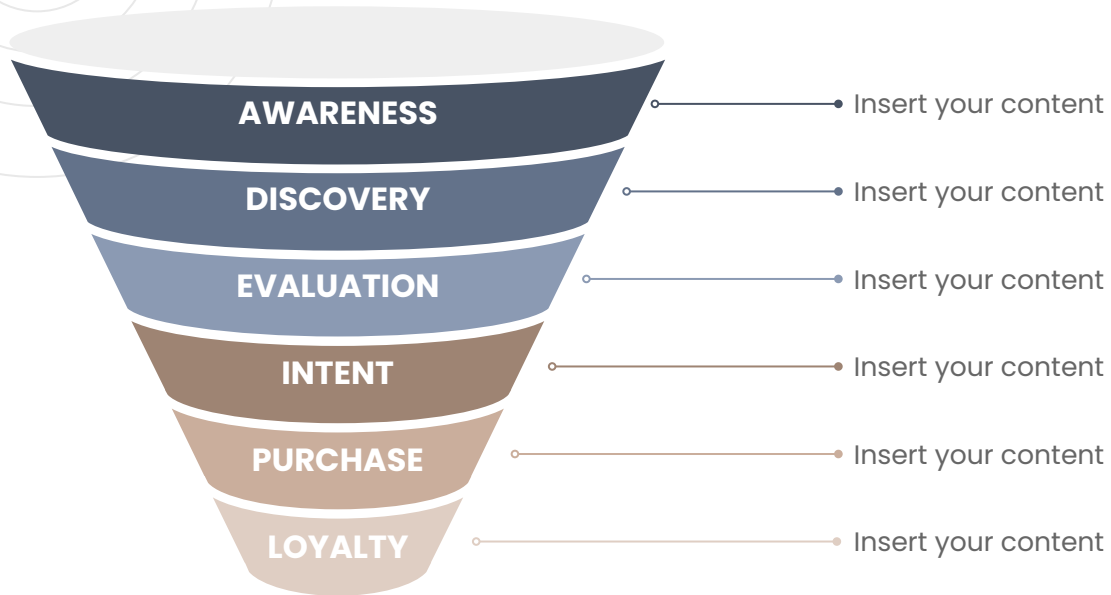 AWARENESS
Insert your content
DISCOVERY
Insert your content
EVALUATION
Insert your content
INTENT
Insert your content
PURCHASE
Insert your content
LOYALTY
Insert your content